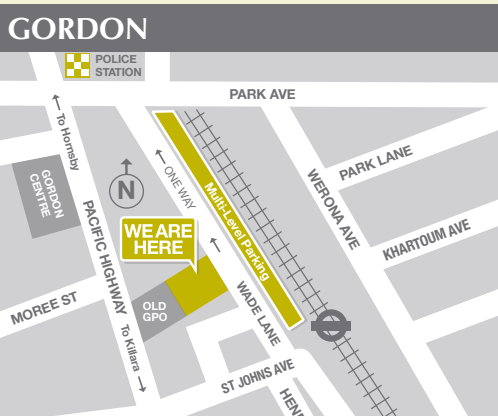 GORDON
POLICE
STATION
PARK AVE
To Hornsby
ONE WAY
PARK LANE
GORDON
CENTRE
N
Multi-Level Parking
WERONA AVE
KHARTOUM AVE
PACIFIC HIGHWAY
WE ARE
HERE
MOREE ST
OLD
GPO
WADE LANE
To Killara
ST JOHNS AVE